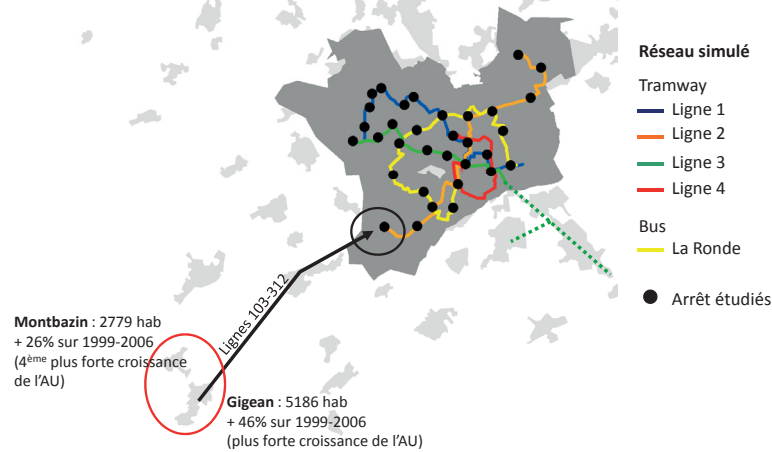 Réseau simulé
Tramway
Ligne 1
Ligne 2
Ligne 3
Ligne 4
Bus
La Ronde
Arrêt étudiés
Lignes 103-312
Montbazin : 2779 hab
+ 26% sur 1999-2006
(4ème plus forte croissance
de l'AU)
Gigean : 5186 hab
+ 46% sur 1999-2006
(plus forte croissance de l'AU)